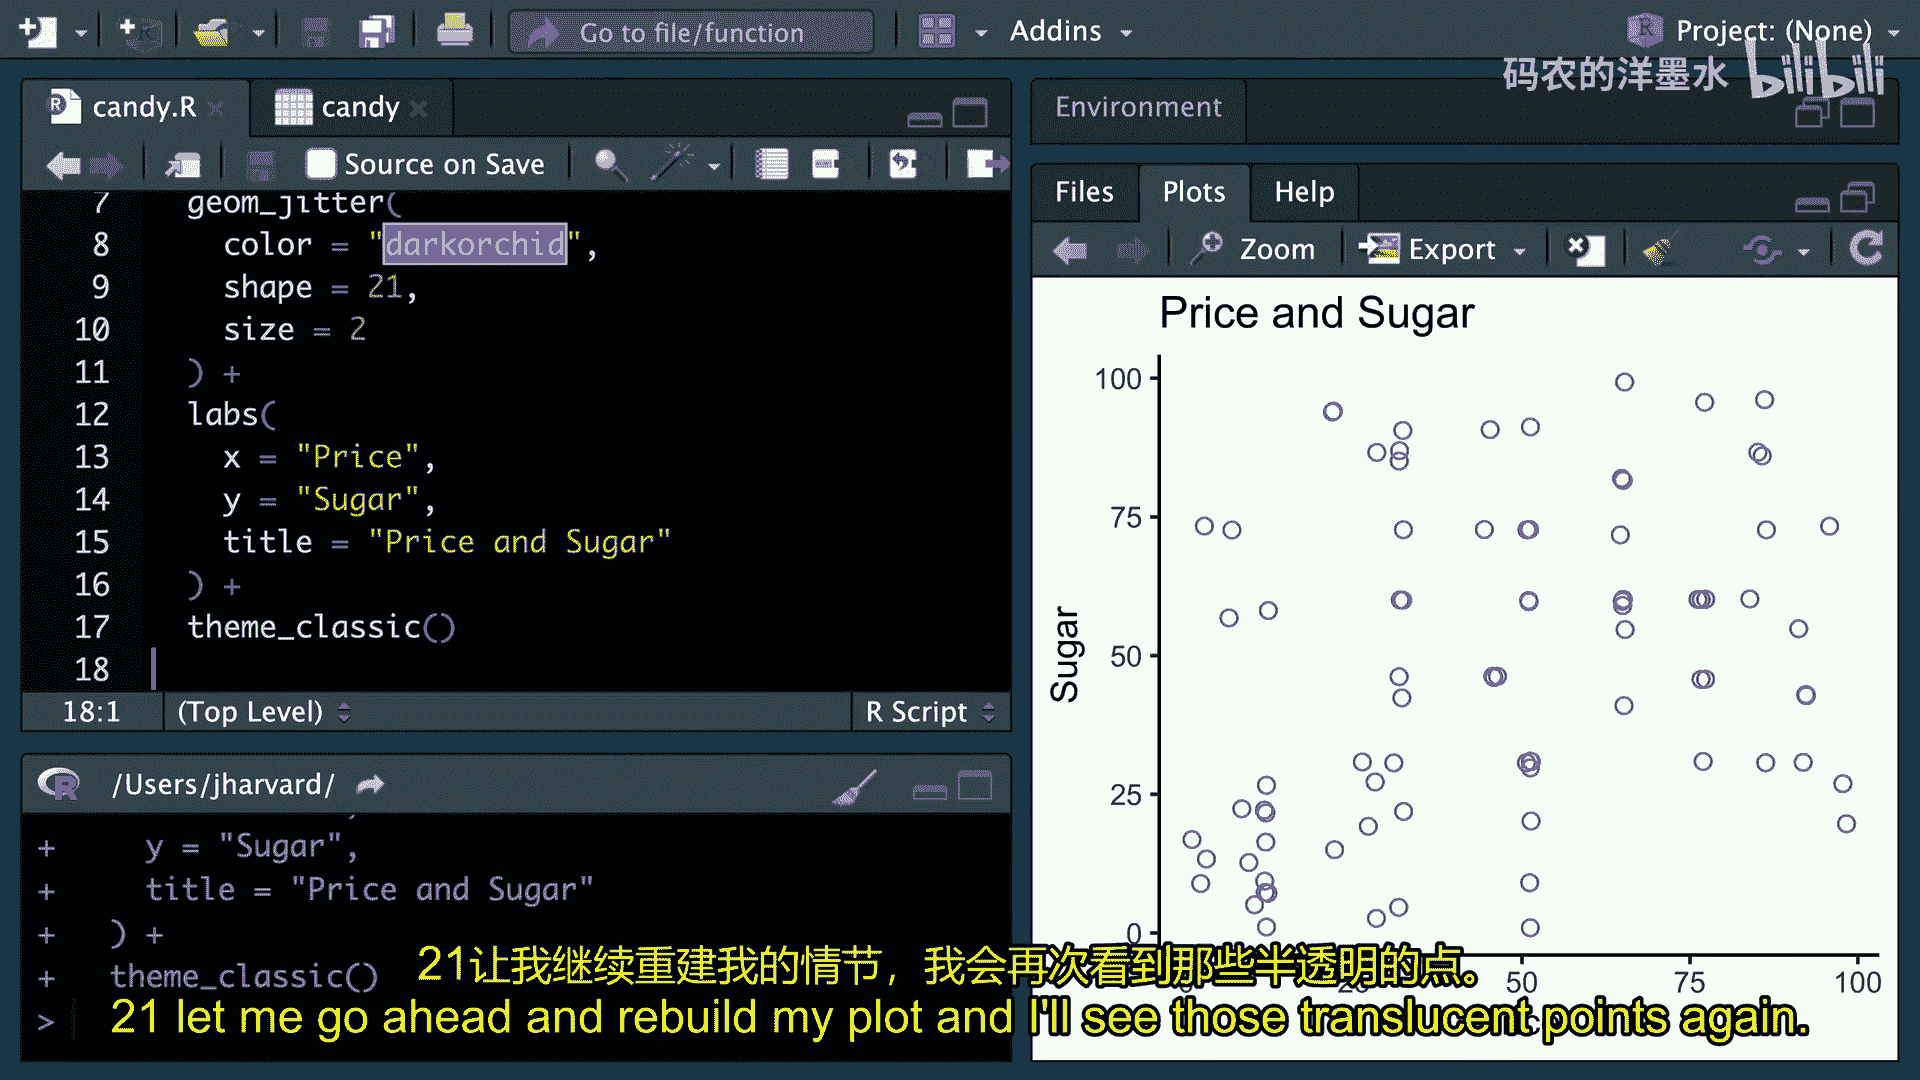 Go to file/function
Addins
Project: (None)
码农的洋墨水 bilibili
candy.R
candy
Source on Save
7 geom_jitter(
8 color = "darkorchid",
9 shape = 21,
10 size = 2
11 ) +
12 labs(
13 x = "Price",
14 y = "Sugar",
15 title = "Price and Sugar"
16 ) +
17 theme_classic()
18
18:1 (Top Level) R Script
/Users/jharvard/
+ y = "Sugar",
+ title = "Price and Sugar"
+ ) +
+ theme_classic()
>
Environment
Files Plots Help
Zoom Export
Price and Sugar
100
75
50
25
0
Sugar
50 75 100
21让我继续重建我的情节，我会再次看到那些半透明的点。
21 let me go ahead and rebuild my plot and I'll see those translucent points again.